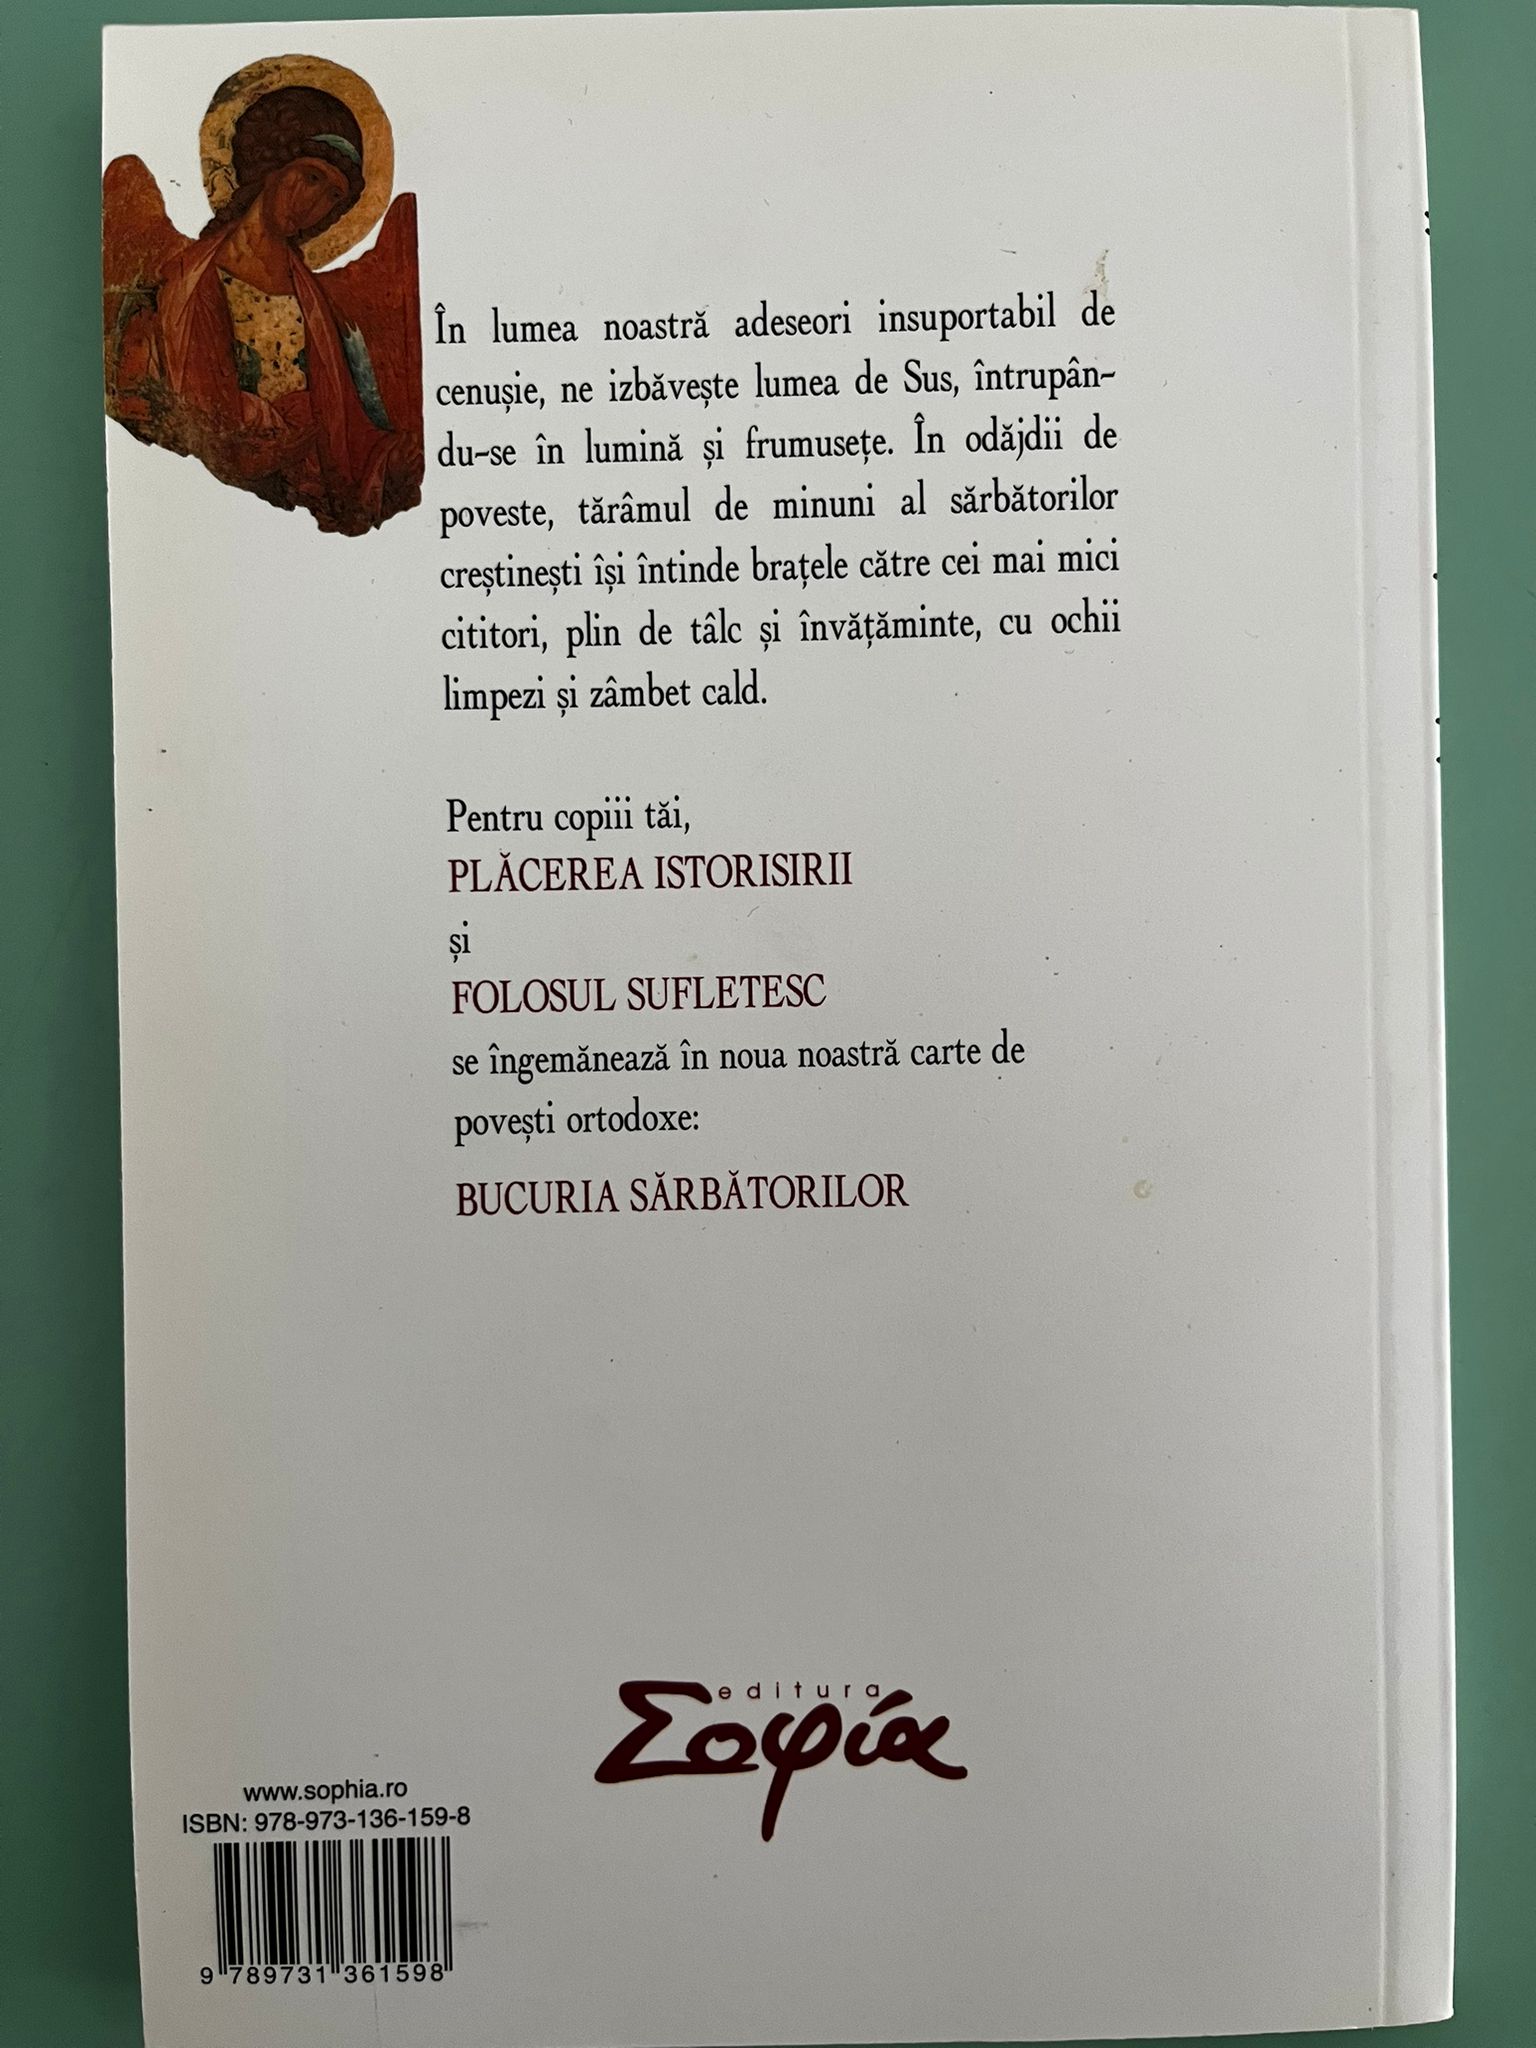 În lumea noastră adeseori insuportabil de
cenușie, ne izbăvește lumea de Sus, întrupân-
du-se în lumină și frumusețe. În odăjdii de
poveste, tărâmul de minuni al sărbătorilor
creștinești își întinde brațele către cei mai mici
cititori, plin de tâlc și învățăminte, cu ochii
limpezi și zâmbet cald.
Pentru copiii tăi,
PLĂCEREA ISTORISIRII
și
FOLOSUL SUFLETESC
se îngemănează în noua noastră carte de
povești ortodoxe:
BUCURIA SĂRBĂTORILOR
editura
Σοφία
www.sophia.ro
ISBN: 978-973-136-159-8
9 789731 361598